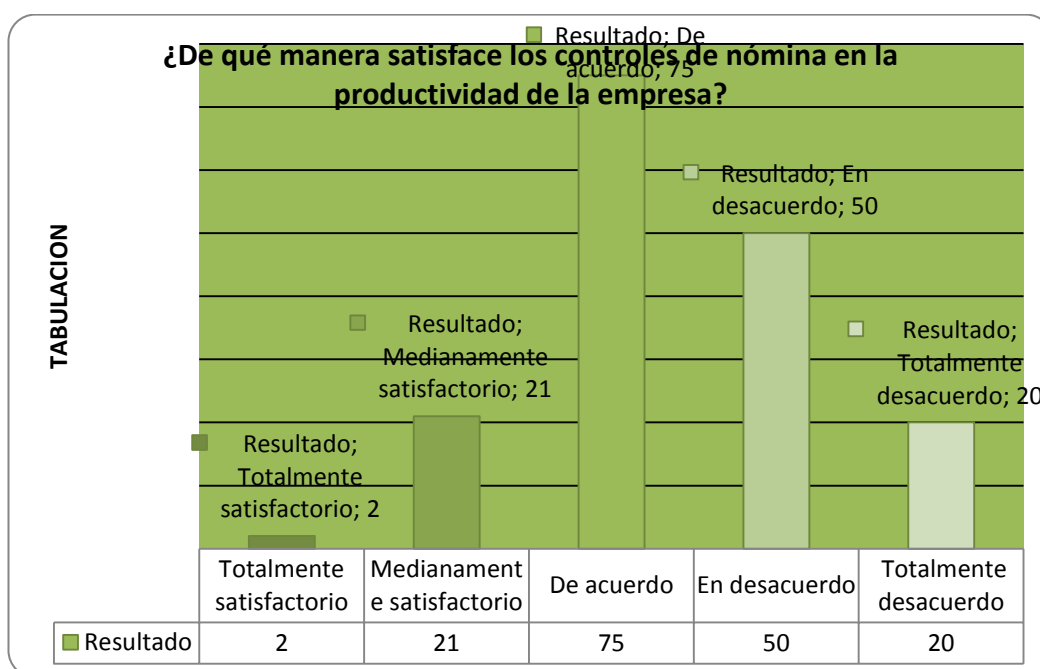 ¿De qué manera satisface los controles de nómina en la
productividad de la empresa?
TABULACION
Resultado; De
acuerdo; 75
Resultado; En
desacuerdo; 50
Resultado;
Medianamente
satisfactorio; 21
Resultado;
Totalmente
desacuerdo; 20
Resultado;
Totalmente
satisfactorio; 2
Totalmente
satisfactorio
Medianament
e satisfactorio
De acuerdo
En desacuerdo
Totalmente
desacuerdo
Resultado 2 21 75 50 20